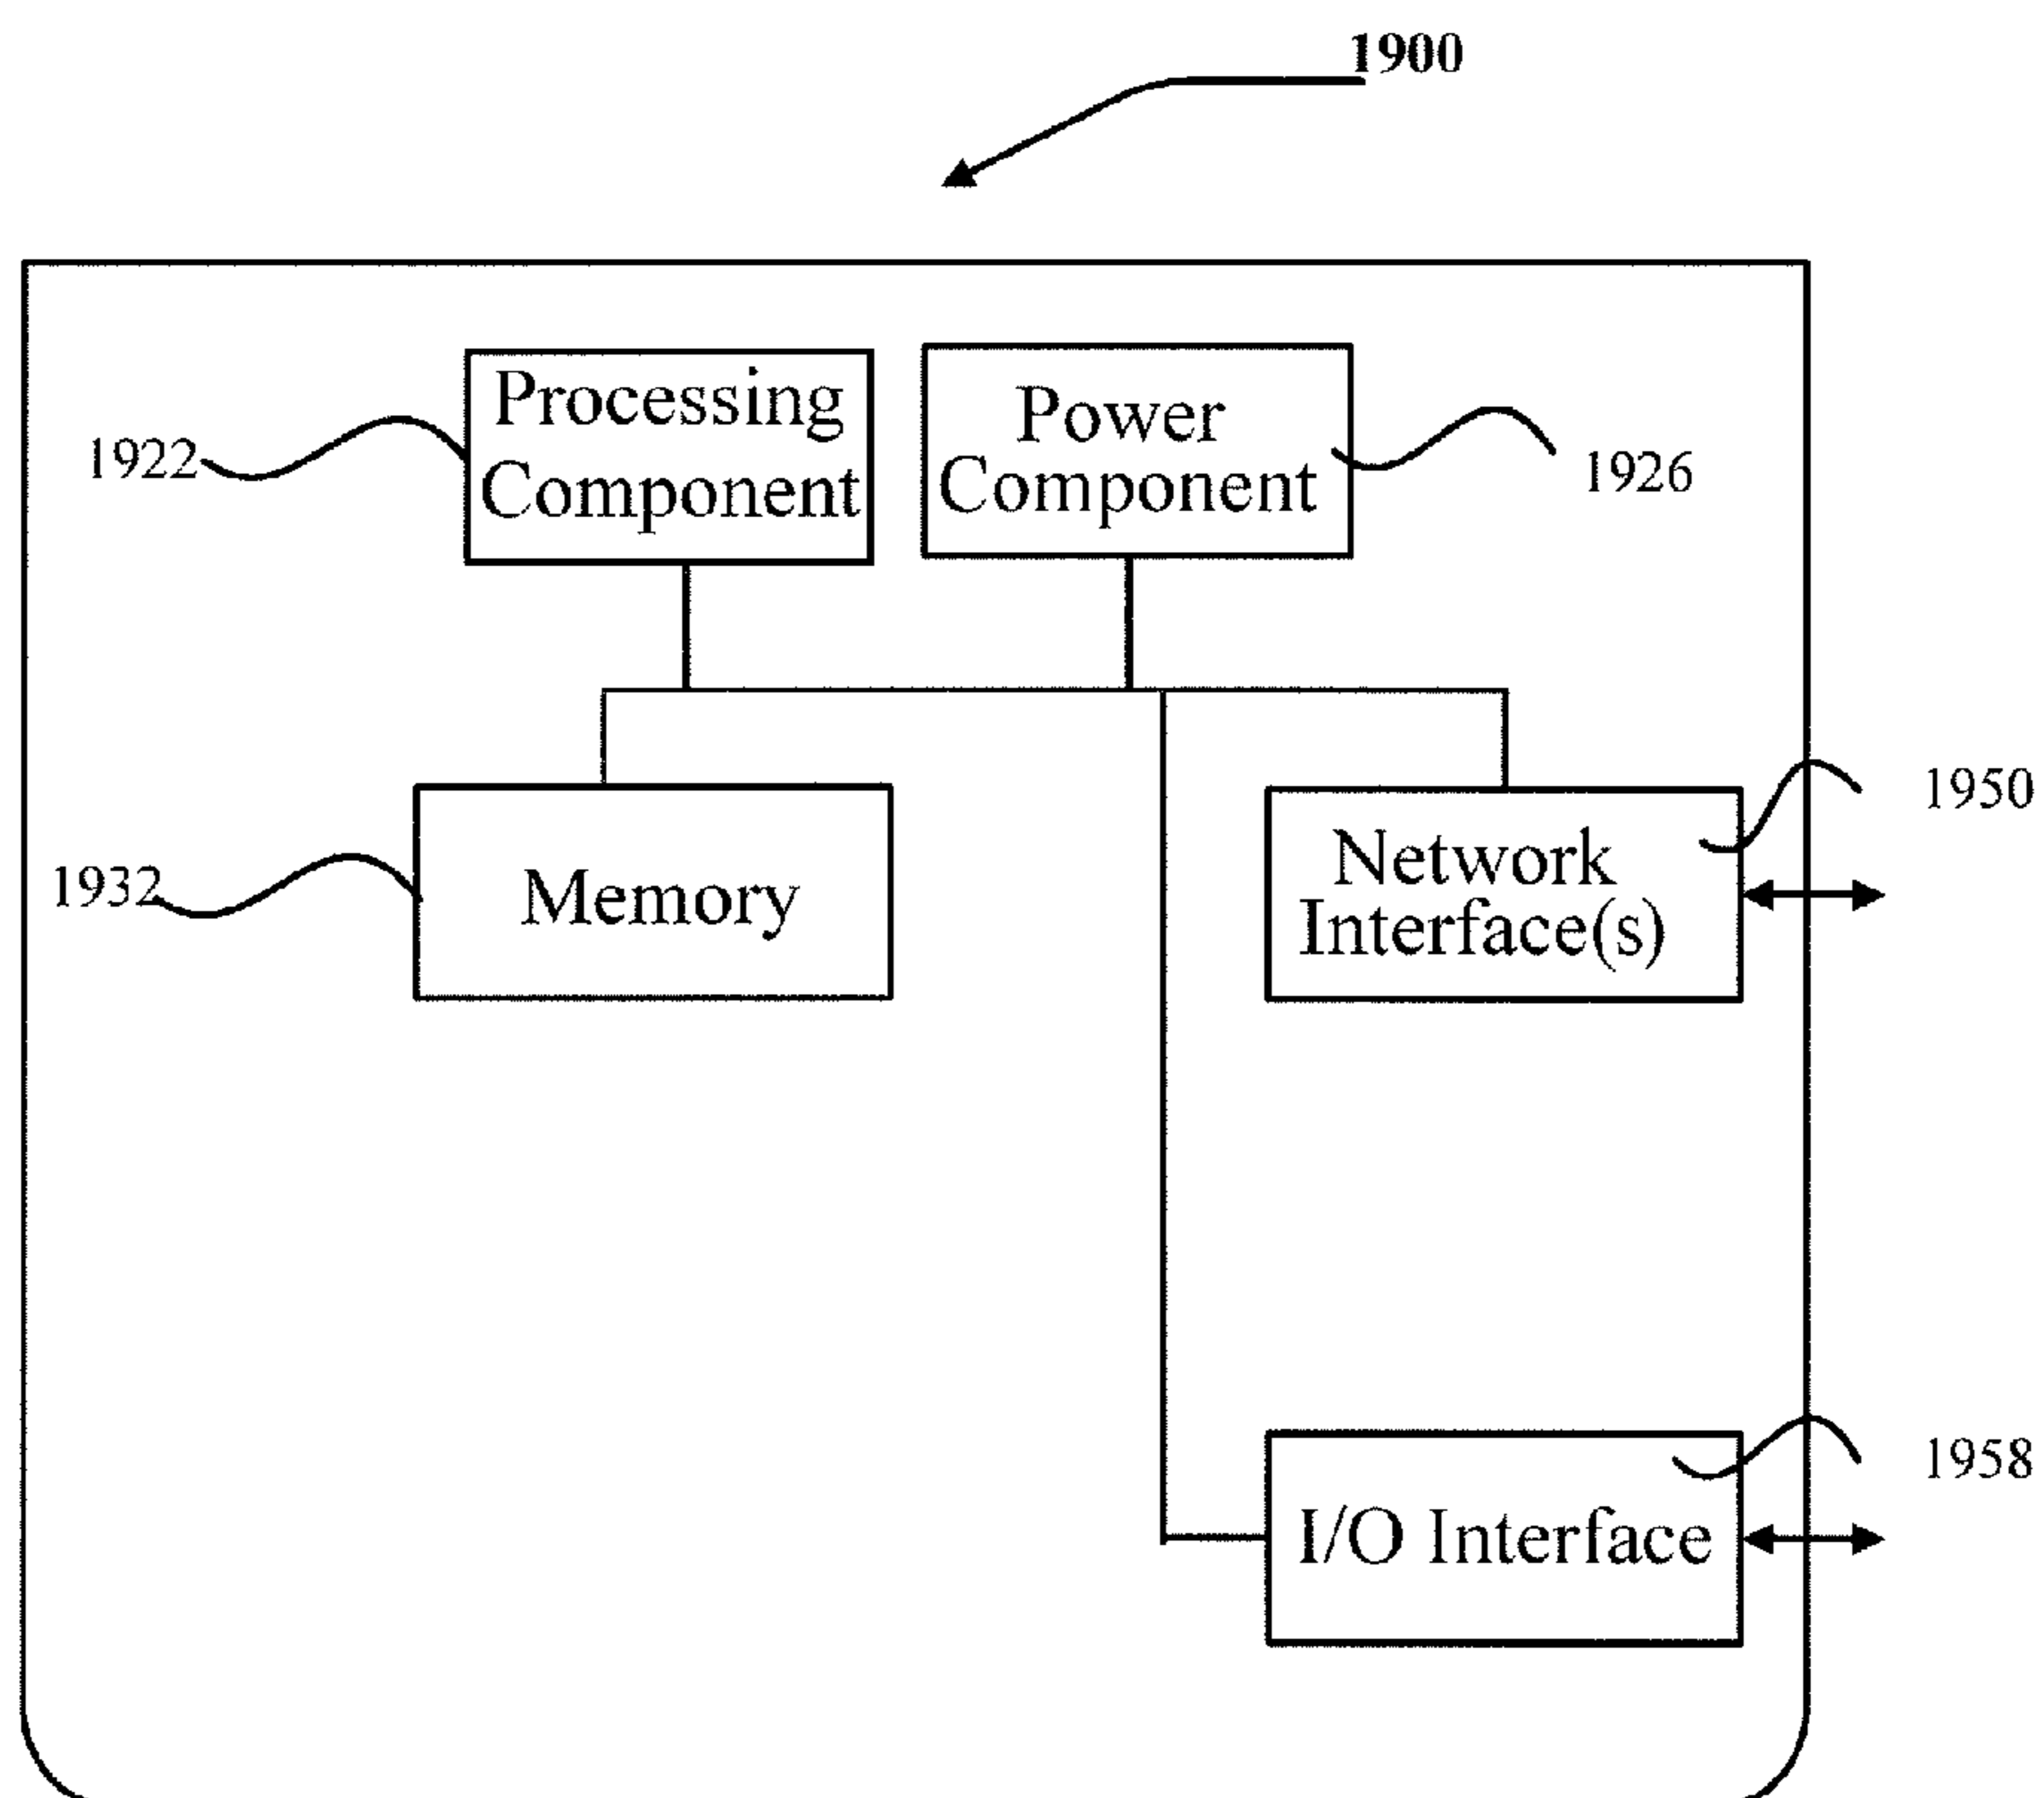 1900
Processing
Component
1922
Power
Component
1926
1932
Memory
Network
Interface(s)
1950
I/O Interface
1958